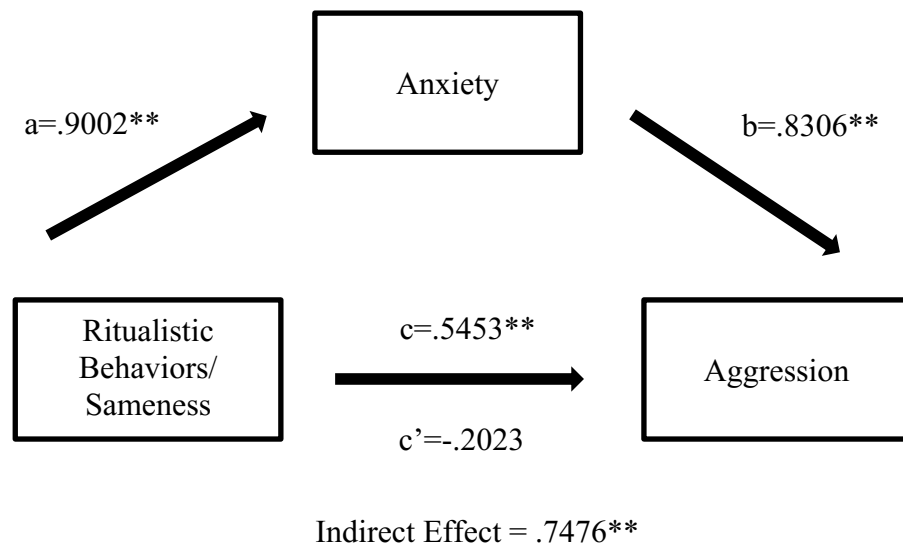 Anxiety
a=.9002**
b=.8306**
Ritualistic
Behaviors/
Sameness
c=.5453**
Aggression
c’=-.2023
Indirect Effect = .7476**